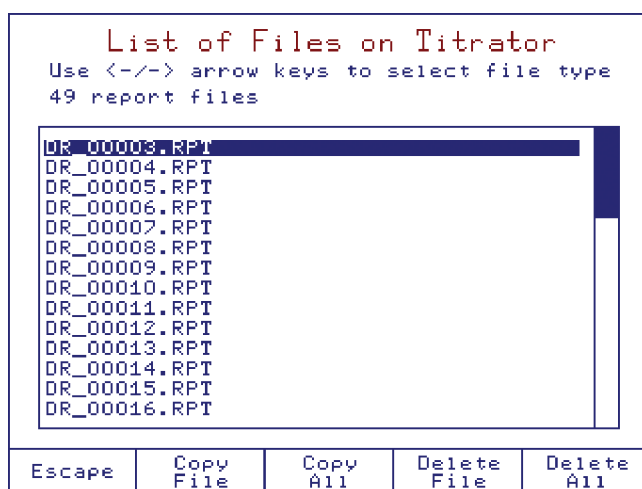 List of Files on Titrator
Use <-/-> arrow keys to select file type
49 report files
DR_00003.RPT
DR_00004.RPT
DR_00005.RPT
DR_00006.RPT
DR_00007.RPT
DR_00008.RPT
DR_00009.RPT
DR_00010.RPT
DR_00011.RPT
DR_00012.RPT
DR_00013.RPT
DR_00014.RPT
DR_00015.RPT
DR_00016.RPT
Escape
Copy
File
Copy
All
Delete
File
Delete
All